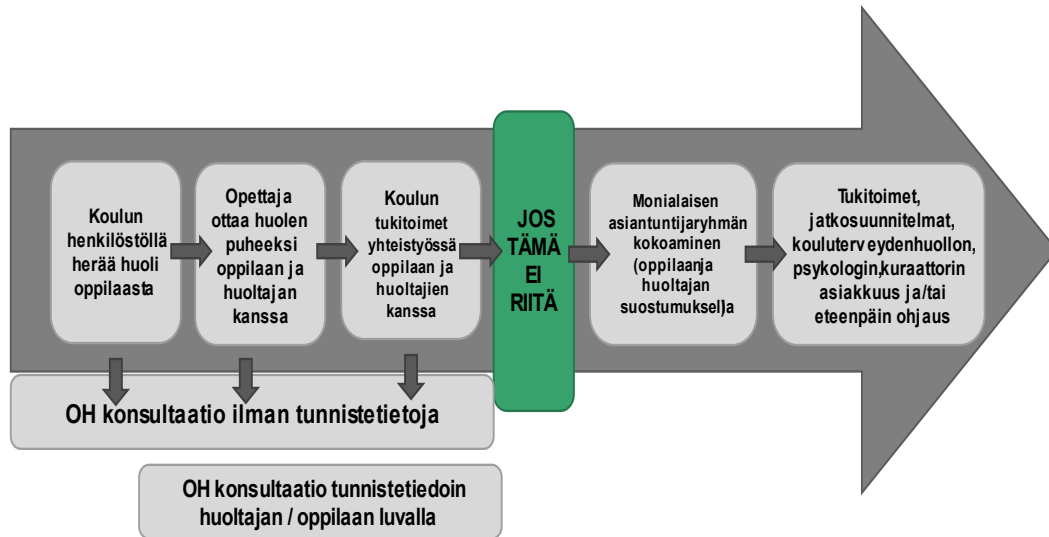 Koulun
henkilöstöllä
herää huoli
oppilaasta
Opettaja
ottaa huolen
puheeksi
oppilaan ja
huoltajan
kanssa
Koulun
tukitoimet
yhteistyössä
oppilaan ja
huoltajien
kanssa
JOS
TÄMÄ
EI
RIITÄ
Monialaisen
asiantuntijaryhmän
kokoaminen
(oppilaanja
huoltajan
suostumuksel)a
Tukitoimet,
jatkosuunnitelmat,
kouluterv eydenhuollon,
psykologin,kuraattorin
asiakkuus ja/tai
eteenpäin ohjaus
OH konsultaatio ilman tunnistetietoja
OH konsultaatio tunnistetiedoin
huoltajan / oppilaan luvalla